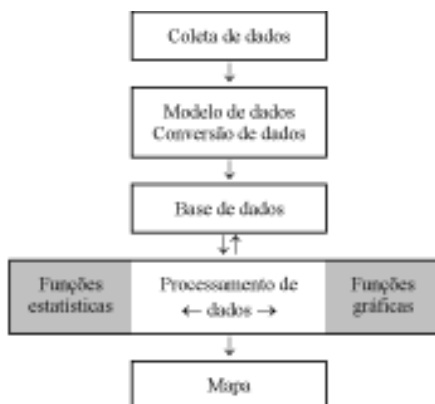 Coleta de dados
↓
Modelo de dados
Conversão de dados
↓
Base de dados
↓↑
Funções estatísticas
Processamento de
← dados →
Funções gráficas
↓
Mapa